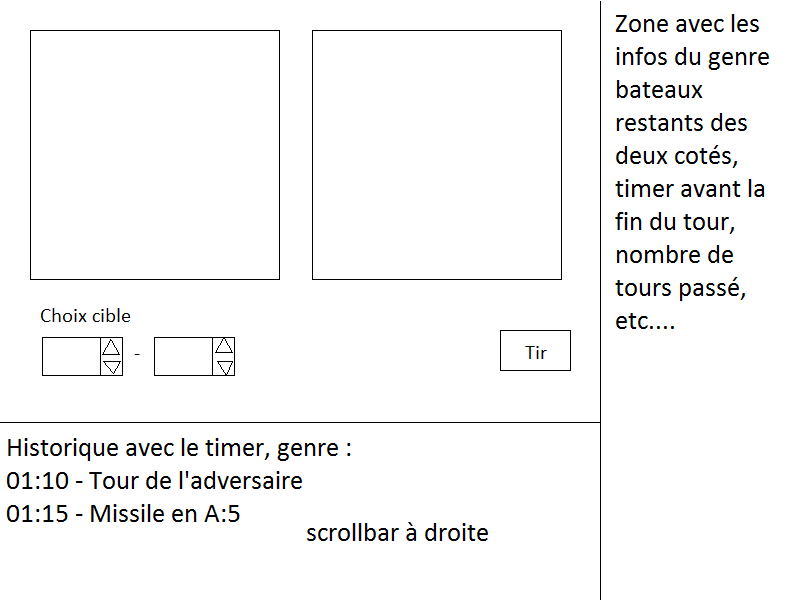 Zone avec les
infos du genre
bateaux
restants des
deux cotés,
timer avant la
fin du tour,
nombre de
tours passé,
etc....
Choix cible
-
Tir
Historique avec le timer, genre :
01:10 - Tour de l'adversaire
01:15 - Missile en A:5
scrollbar à droite